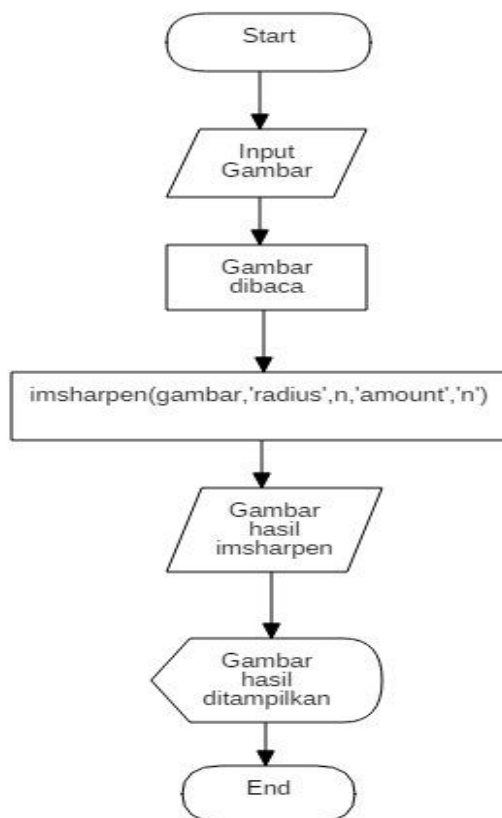 Start
Input
Gambar
Gambar
dibaca
imsharpen(gambar,'radius',n,'amount','n')
Gambar
hasil
imsharpen
Gambar
hasil
ditampilkan
End